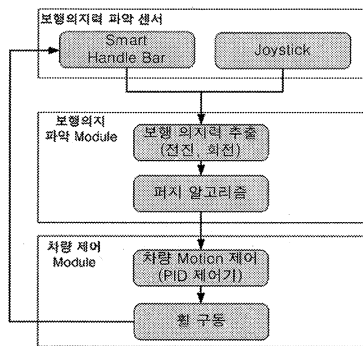 보행의지력 파악 센서
Smart
Handle Bar
Joystick
보행의지
파악 Module
보행 의지력 추출
(전진, 회전)
퍼지 알고리즘
차량 제어
Module
차량 Motion 제어
(PID 제어기)
휠 구동